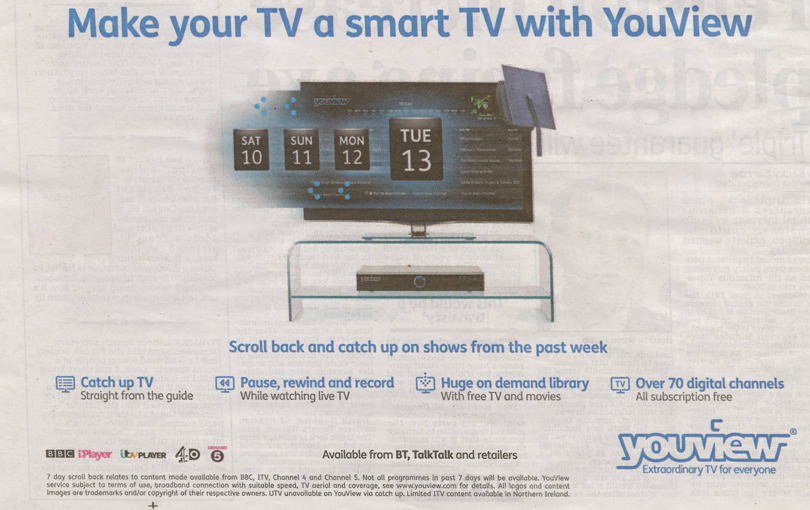 Make your TV a smart TV with YouView
youview
SAT
10
SUN
11
MON
12
TUE
13
youview
Scroll back and catch up on shows from the past week
Catch up TV
Straight from the guide
Pause, rewind and record
While watching live TV
Huge on demand library
With free TV and movies
TV
Over 70 digital channels
All subscription free
BBC iPlayer itv PLAYER 4oD DEMAND 5
Available from BT, TalkTalk and retailers
youview®
Extraordinary TV for everyone
7 day scroll back relates to content made available from BBC, ITV, Channel 4 and Channel 5. Not all programmes in past 7 days will be available. YouView
service subject to terms of use, broadband connection with suitable speed, TV aerial and coverage, see www.youview.com for details. All logos and content
images are trademarks and/or copyright of their respective owners. UTV unavailable on YouView via catch up. Limited ITV content available in Northern Ireland.